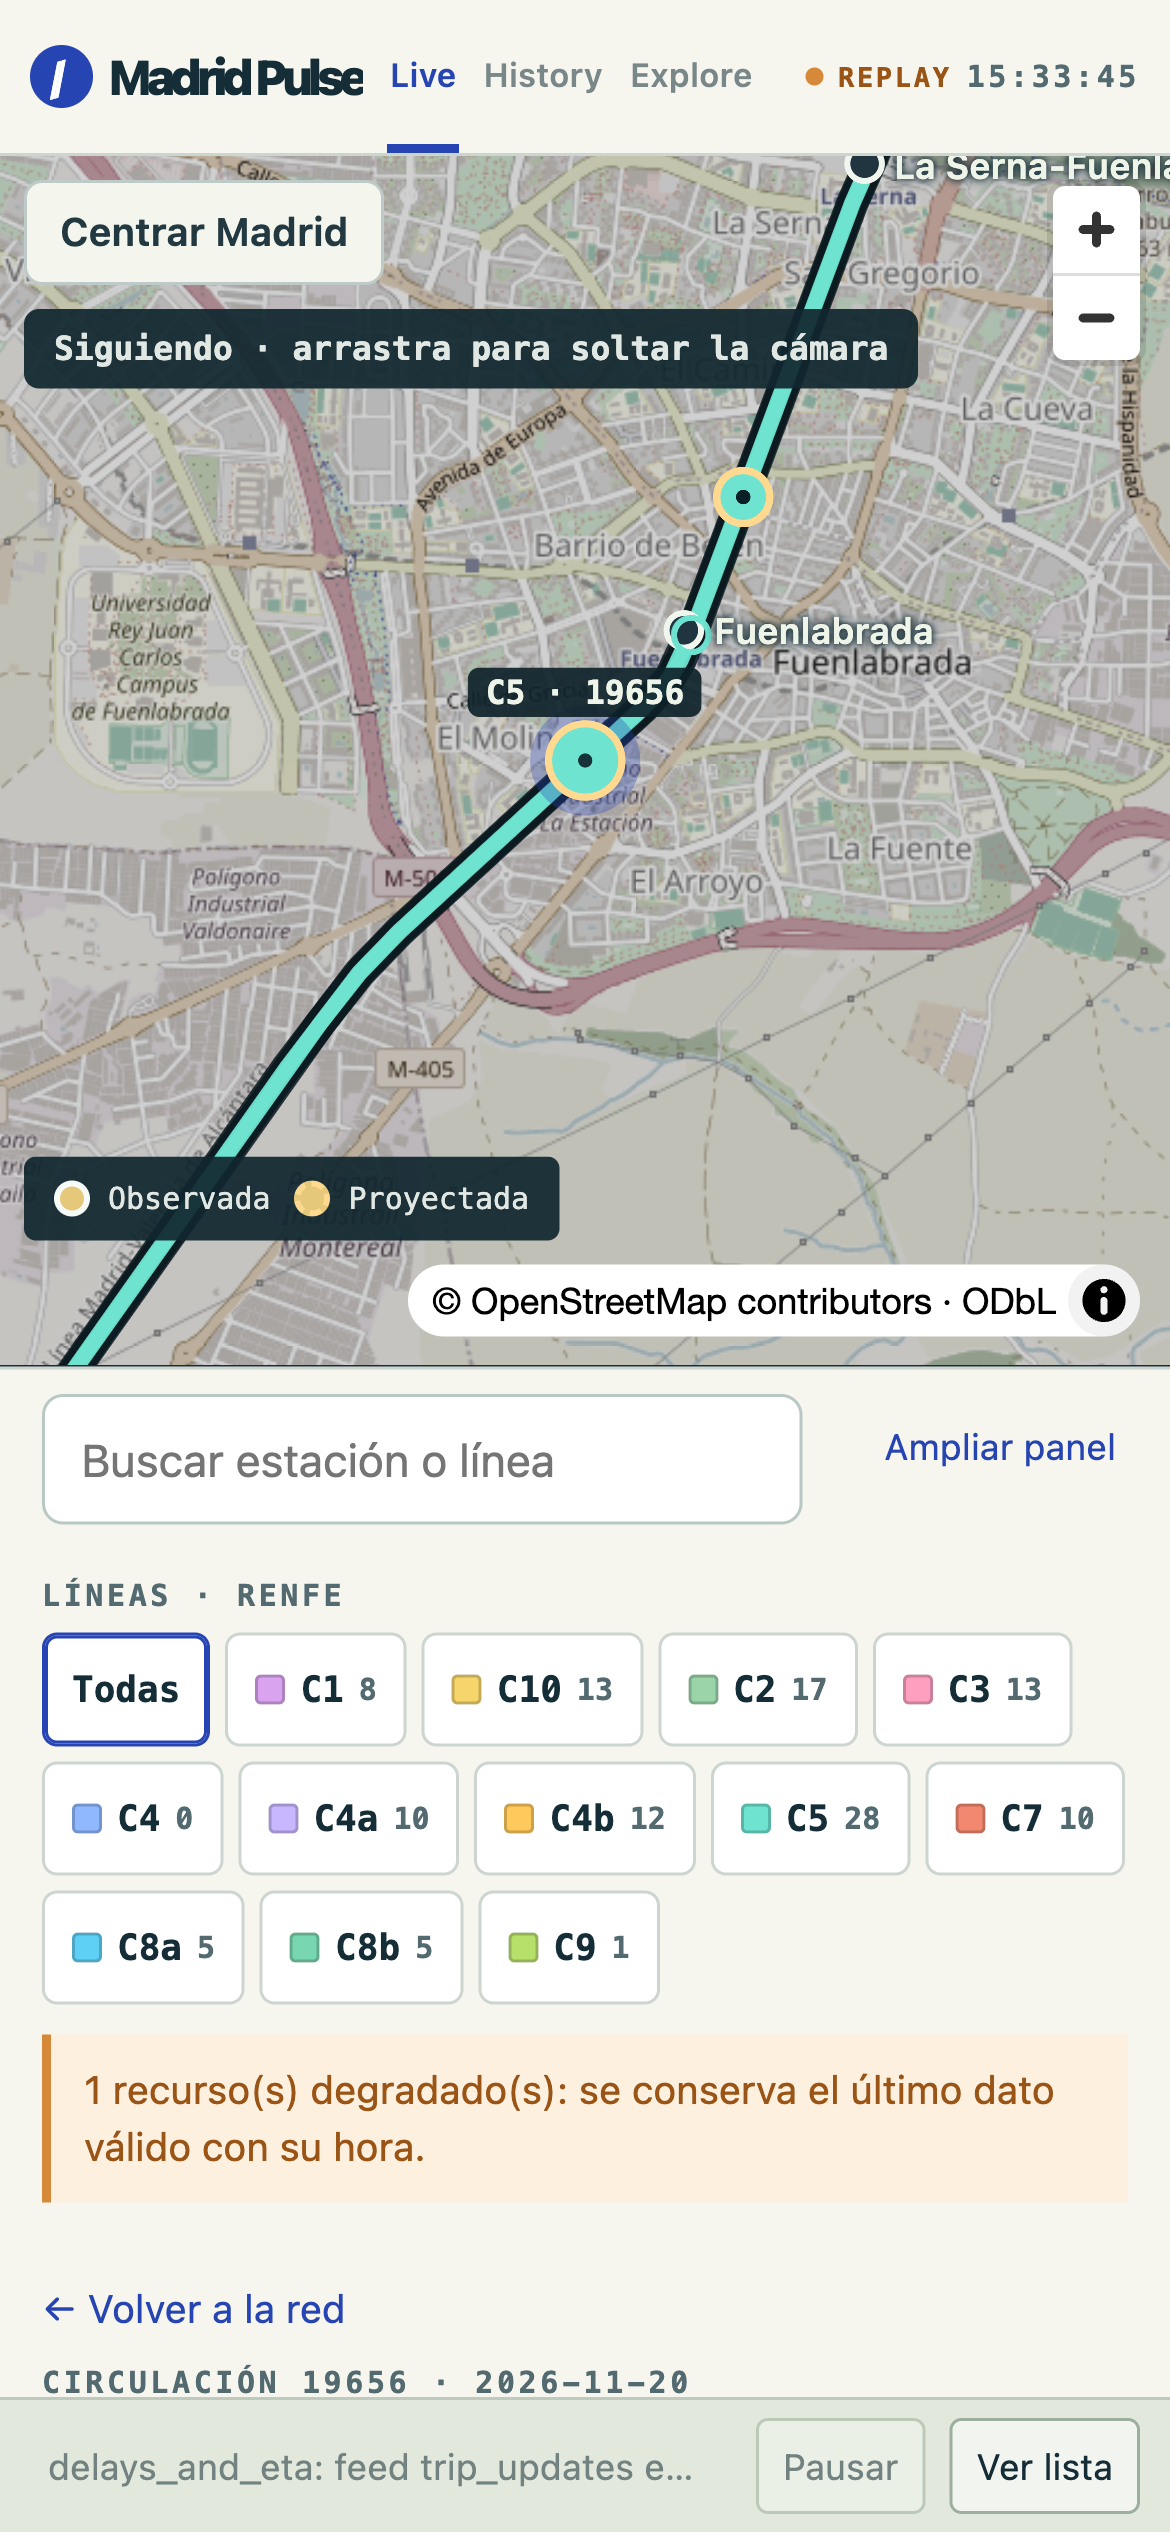 Madrid Pulse
Live
History
Explore
REPLAY 15:33:45
La Serna-Fuenla
Centrar Madrid
La Serna
San Gregorio
+
Siguiendo · arrastra para soltar la cámara
−
La Cueva
la Hispanidad
Avenida de Europa
Barrio de Belén
Universidad
Rey Juan
Carlos
Campus
de Fuenlabrada
Fuenlabrada
Fuenlabrada
C5 · 19656
El Molino
La Estación
La Fuente
M-50
El Arroyo
Polígono
Industrial
Valdonaire
M-405
Observada
Proyectada
Montereal
© OpenStreetMap contributors · ODbL
Buscar estación o línea
Ampliar panel
LÍNEAS · RENFE
Todas
C1 8
C10 13
C2 17
C3 13
C4 0
C4a 10
C4b 12
C5 28
C7 10
C8a 5
C8b 5
C9 1
1 recurso(s) degradado(s): se conserva el último dato
válido con su hora.
← Volver a la red
CIRCULACIÓN 19656 · 2026-11-20
delays_and_eta: feed trip_updates e...
Pausar
Ver lista